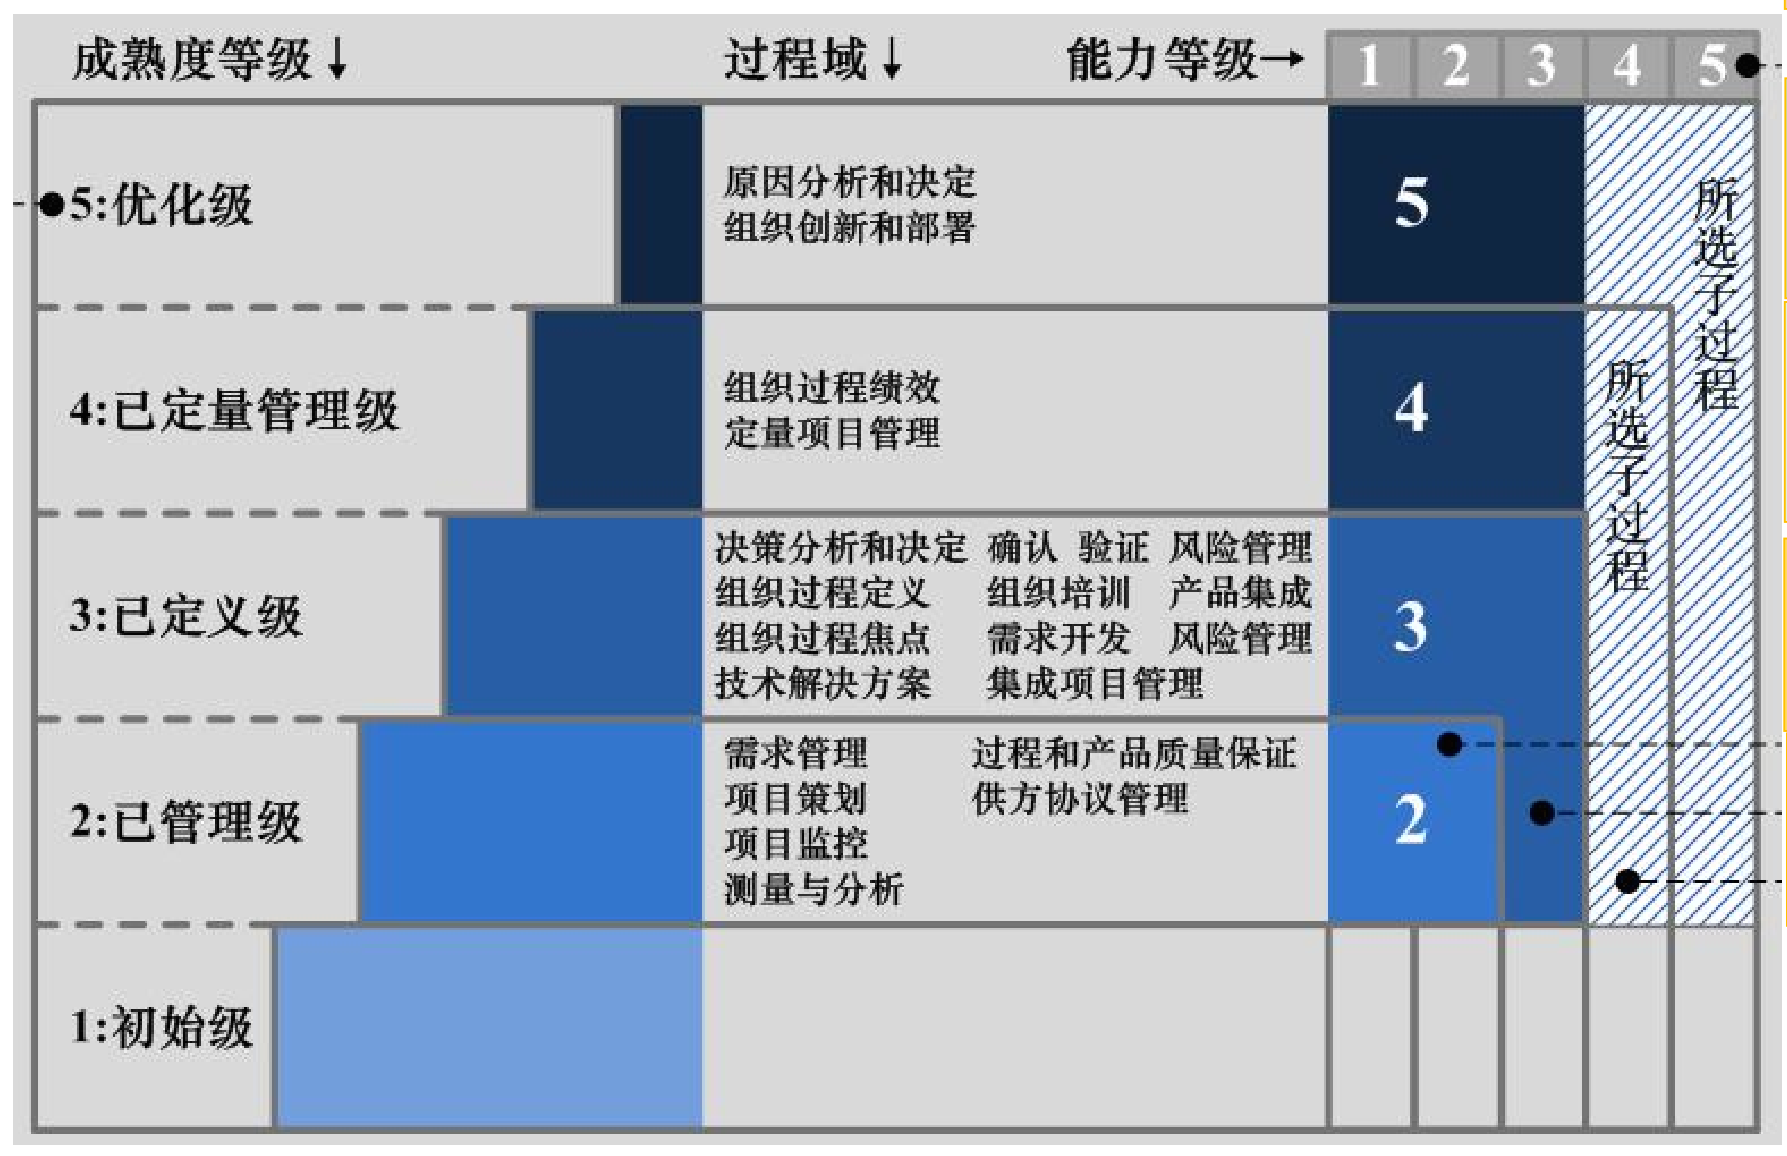 成熟度等级↓ 过程域↓ 能力等级→ 1 2 3 4 5
5:优化级
原因分析和决定
组织创新和部署
5
所选子过程
4:已定量管理级
组织过程绩效
定量项目管理
4
所选子过程
3:已定义级
决策分析和决定 确认 验证 风险管理
组织过程定义 组织培训 产品集成
组织过程焦点 需求开发 风险管理
技术解决方案 集成项目管理
3
2:已管理级
需求管理 过程和产品质量保证
项目策划 供方协议管理
项目监控
测量与分析
2
1:初始级